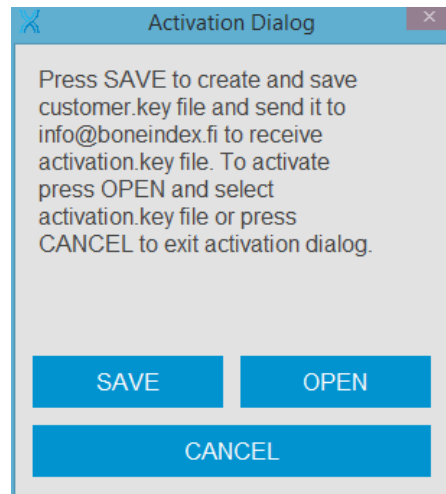 Activation Dialog
Press SAVE to create and save
customer.key file and send it to
info@boneindex.fi to receive
activation.key file. To activate
press OPEN and select
activation.key file or press
CANCEL to exit activation dialog.
SAVE
OPEN
CANCEL